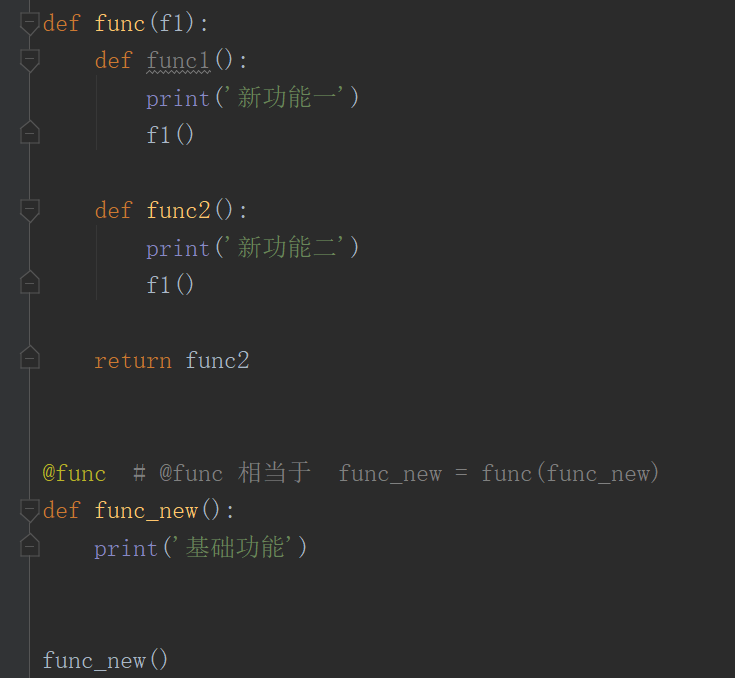 def func(f1):
    def func1():
        print('新功能一')
        f1()
    def func2():
        print('新功能二')
        f1()
    return func2
@func  # @func 相当于  func_new = func(func_new)
def func_new():
    print('基础功能')
func_new()